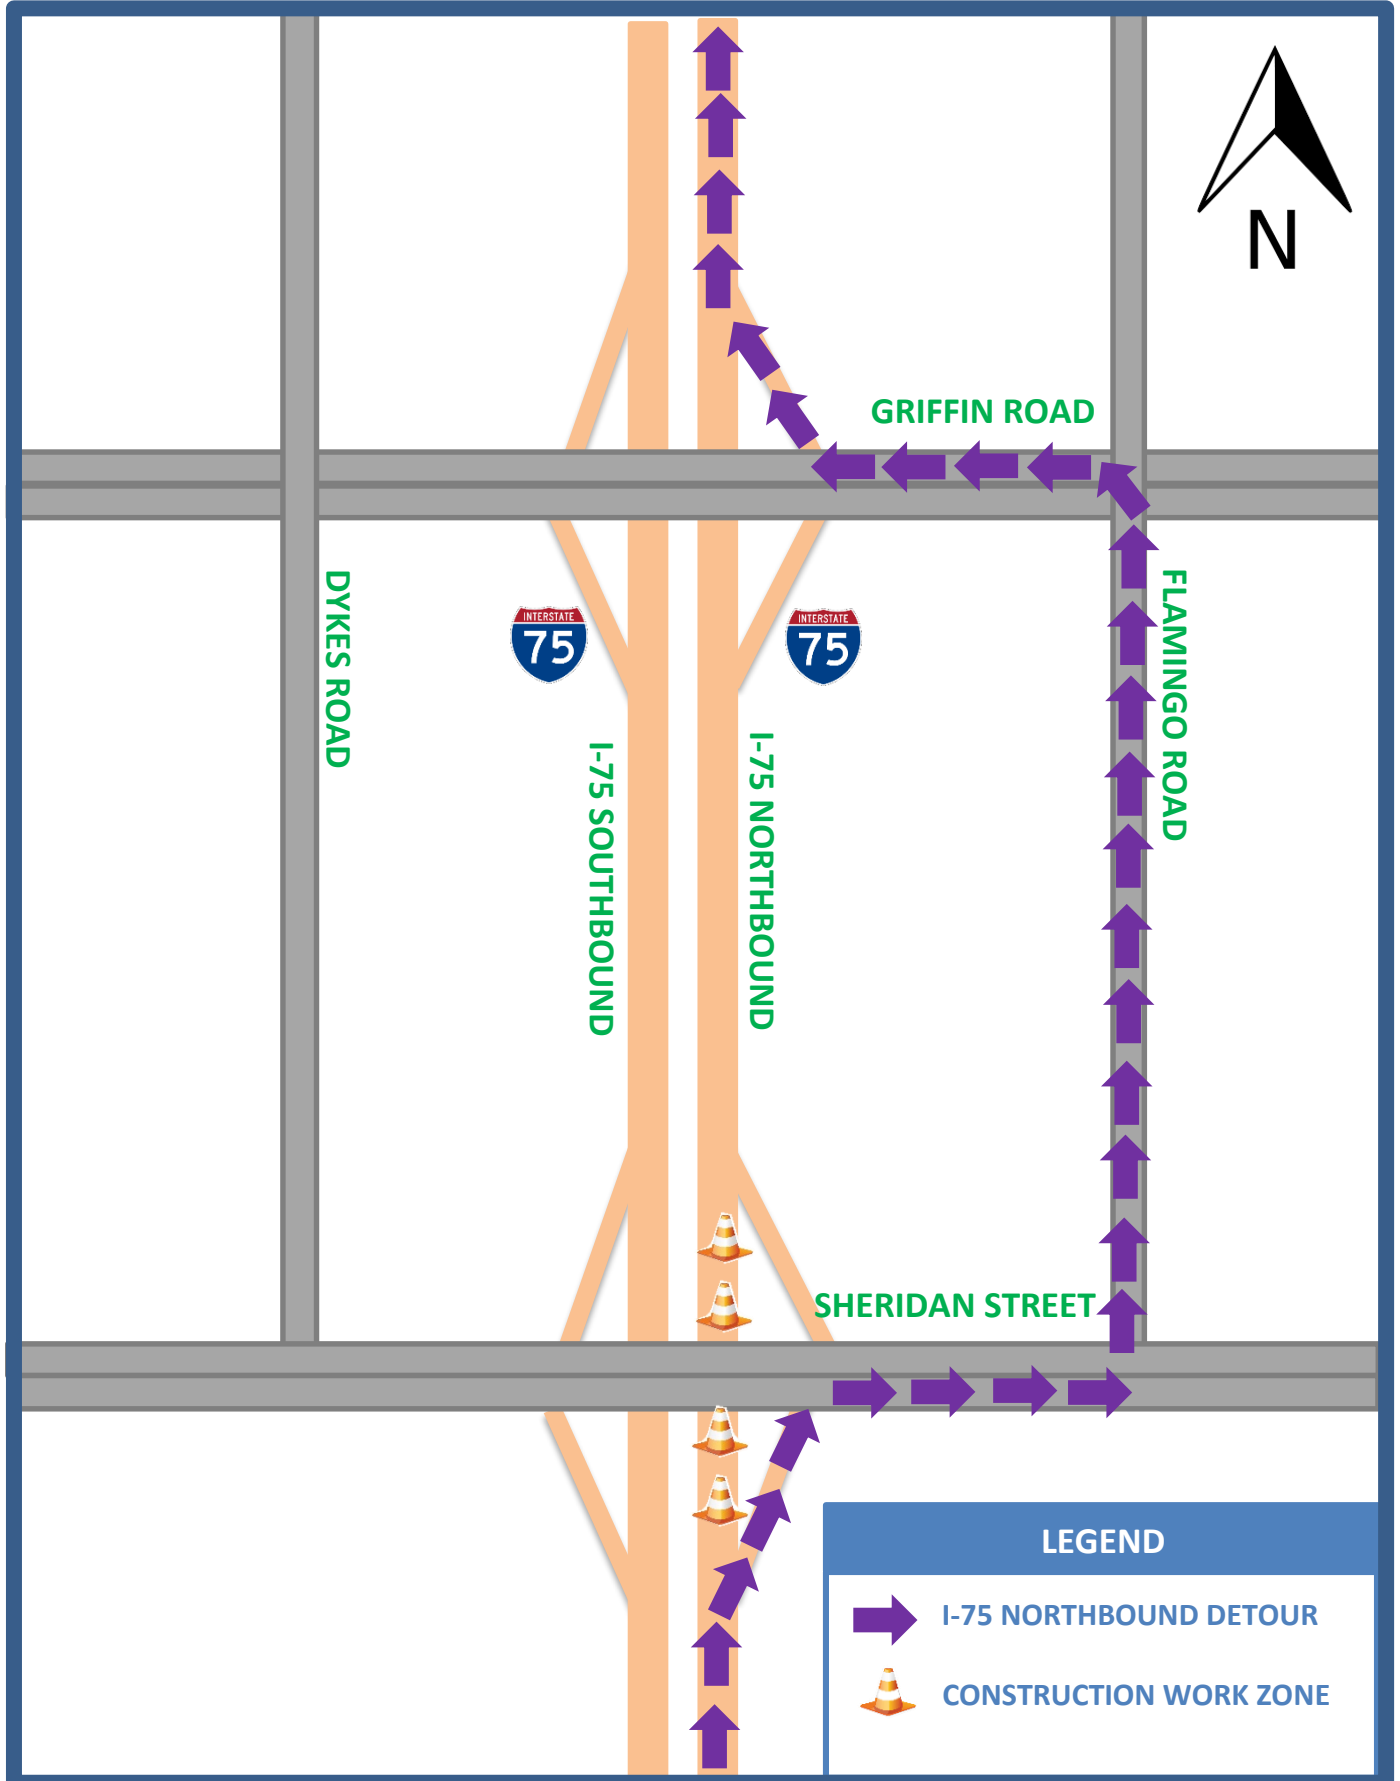 N
GRIFFIN ROAD
DYKES ROAD
FLAMINGO ROAD
INTERSTATE
75
INTERSTATE
75
I-75 SOUTHBOUND
I-75 NORTHBOUND
SHERIDAN STREET
LEGEND
I-75 NORTHBOUND DETOUR
CONSTRUCTION WORK ZONE